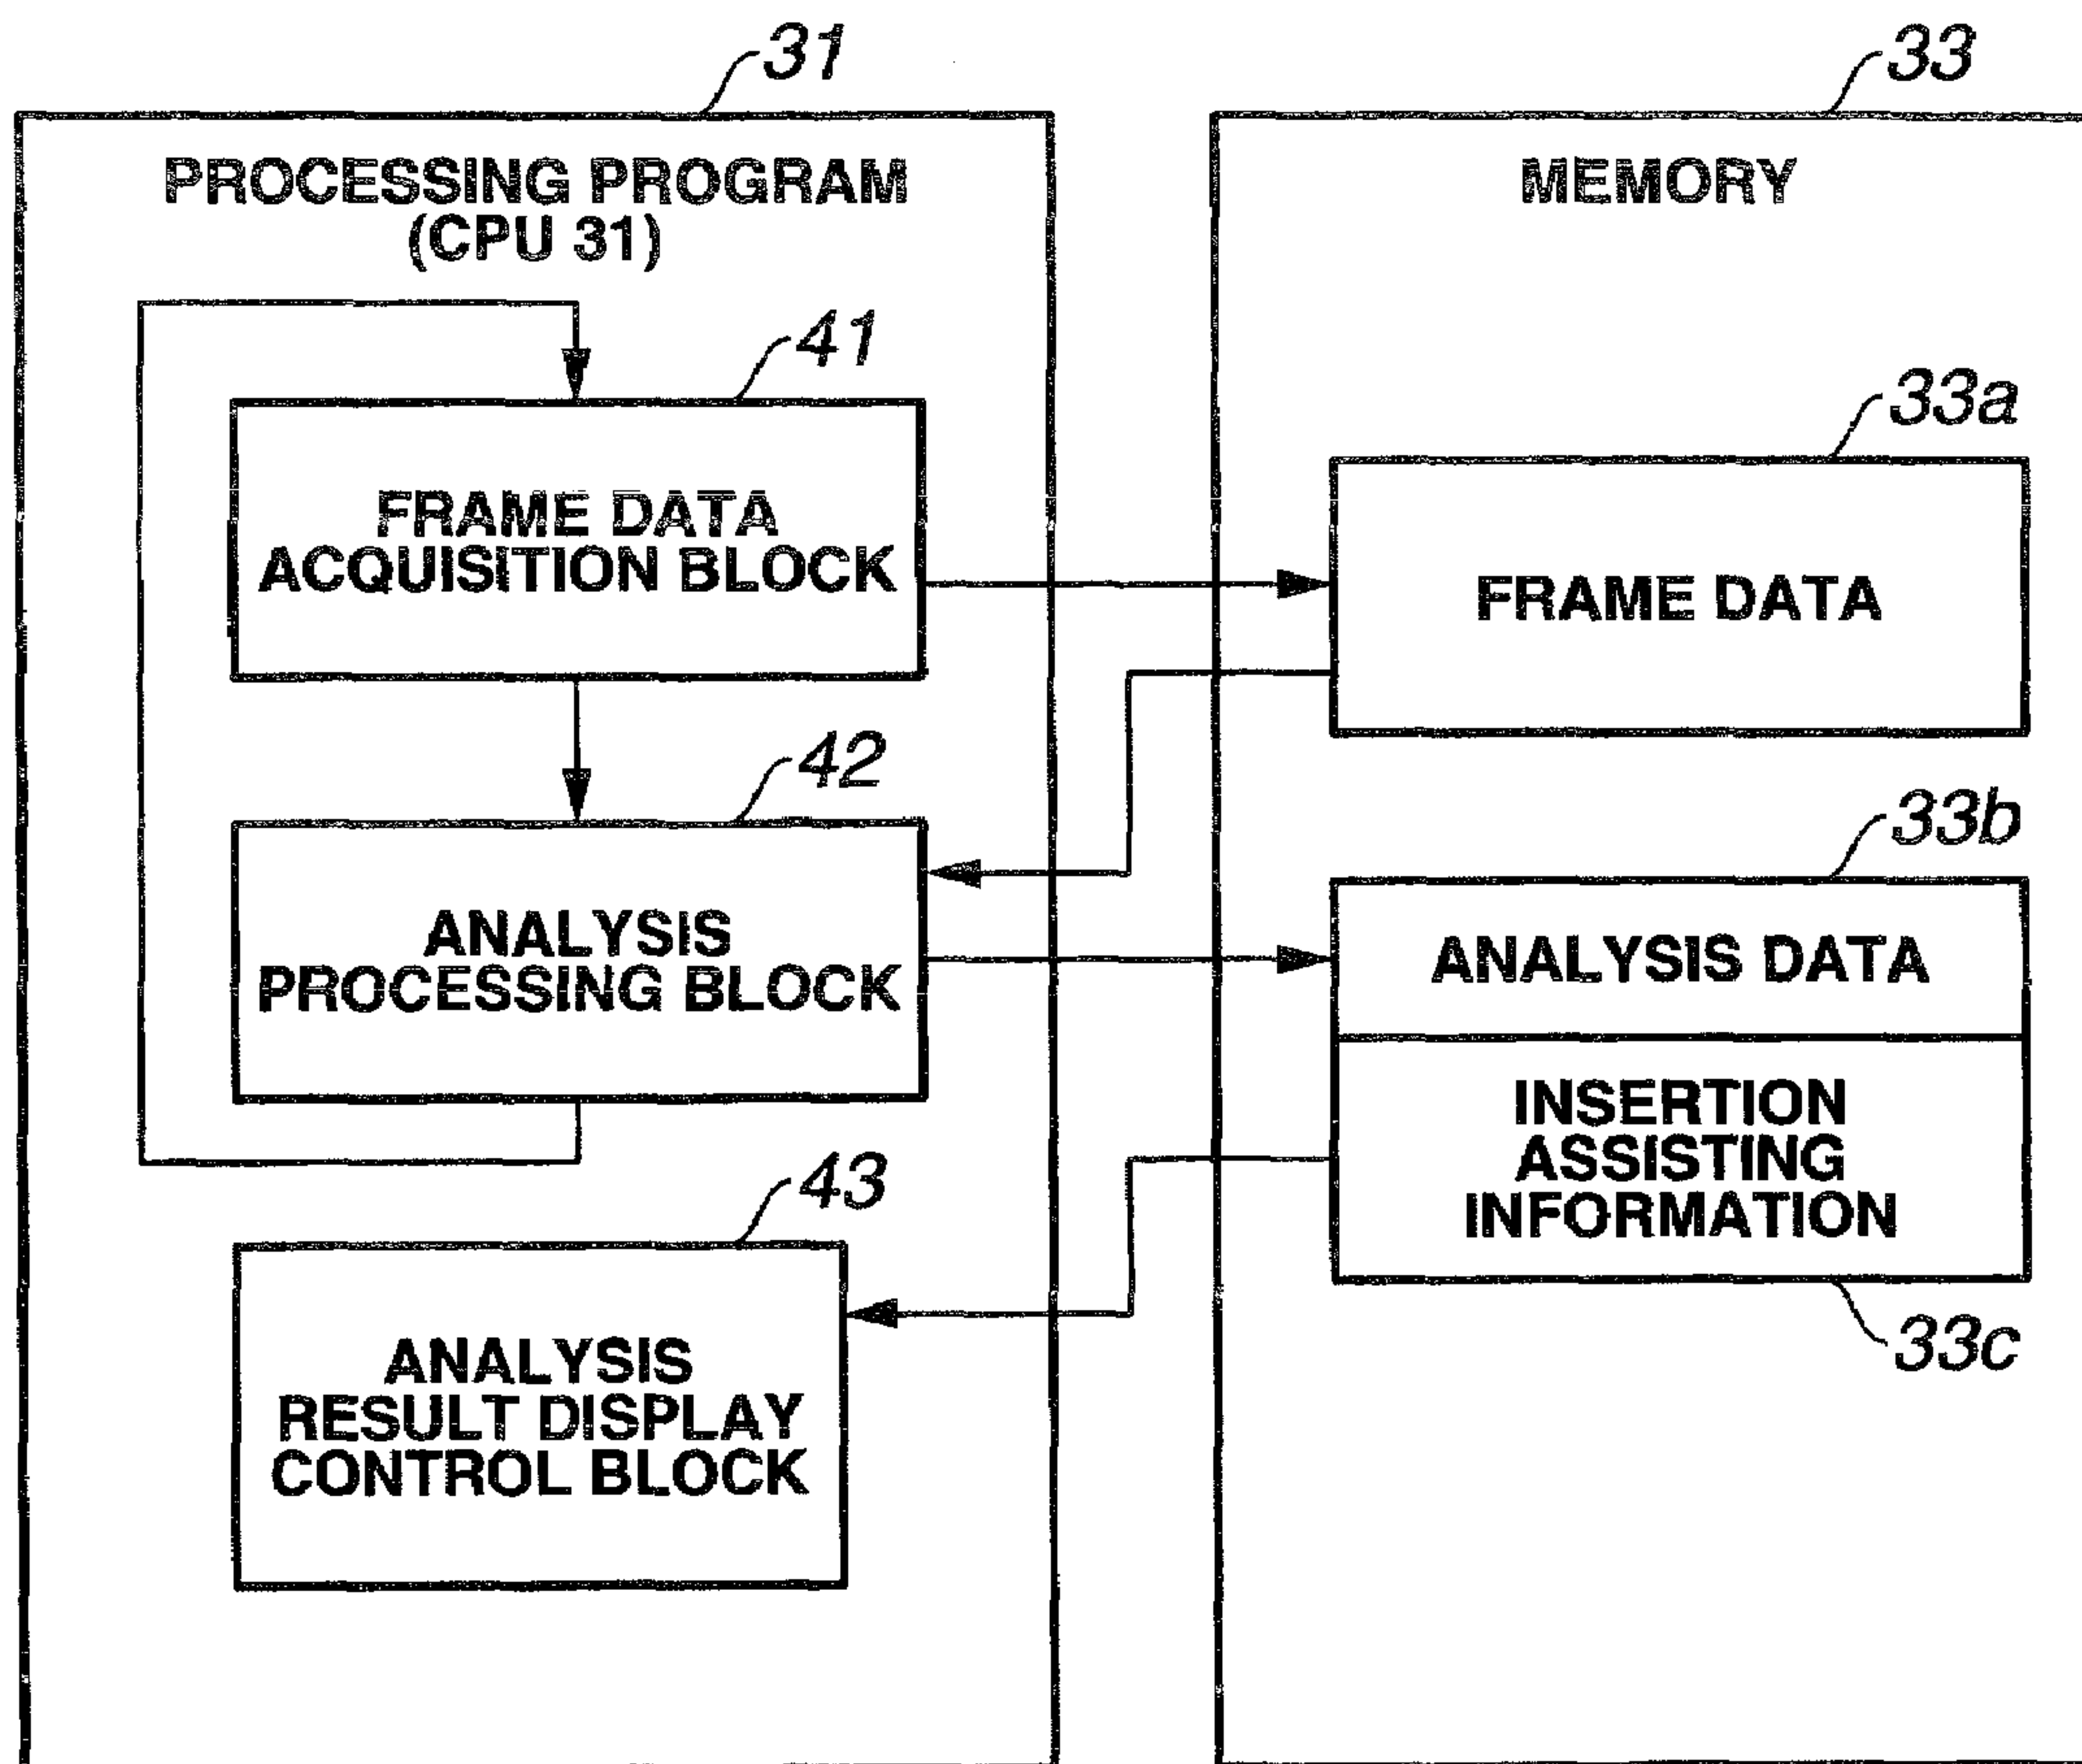 31
PROCESSING PROGRAM
(CPU 31)
41
FRAME DATA
ACQUISITION BLOCK
42
ANALYSIS
PROCESSING BLOCK
43
ANALYSIS
RESULT DISPLAY
CONTROL BLOCK
33
MEMORY
33a
FRAME DATA
33b
ANALYSIS DATA
INSERTION
ASSISTING
INFORMATION
33c